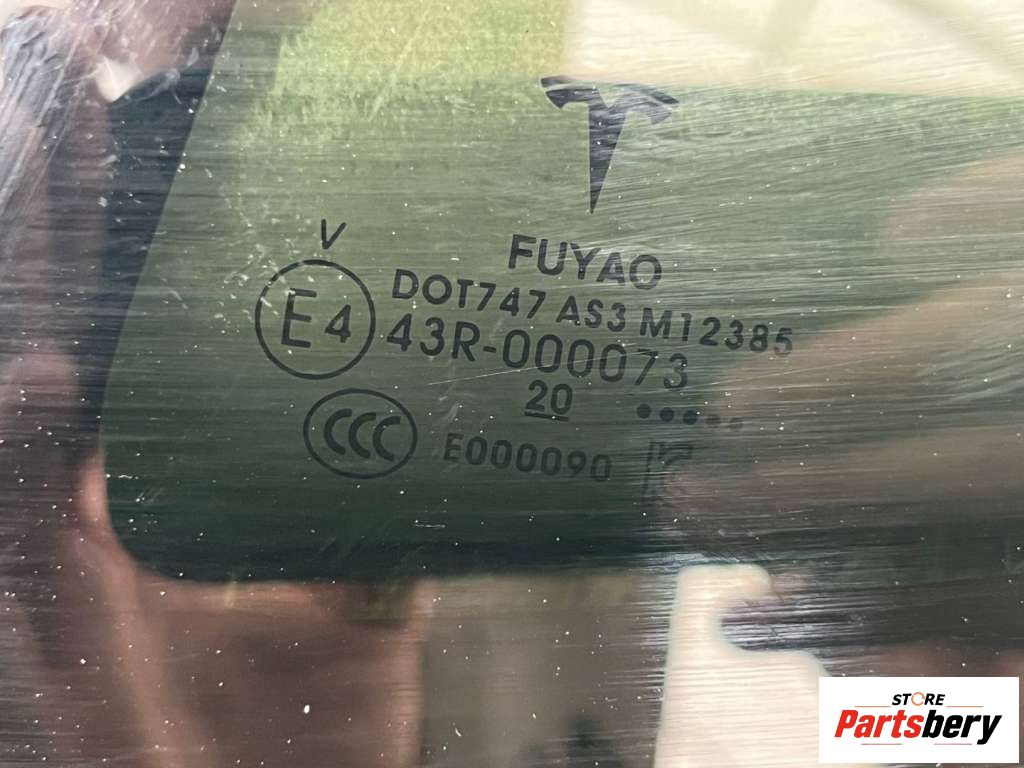 V
FUYAO
DOT747 AS3 M12385
E4
43R-000073
20
CCC
E000090
STORE
Partsbery